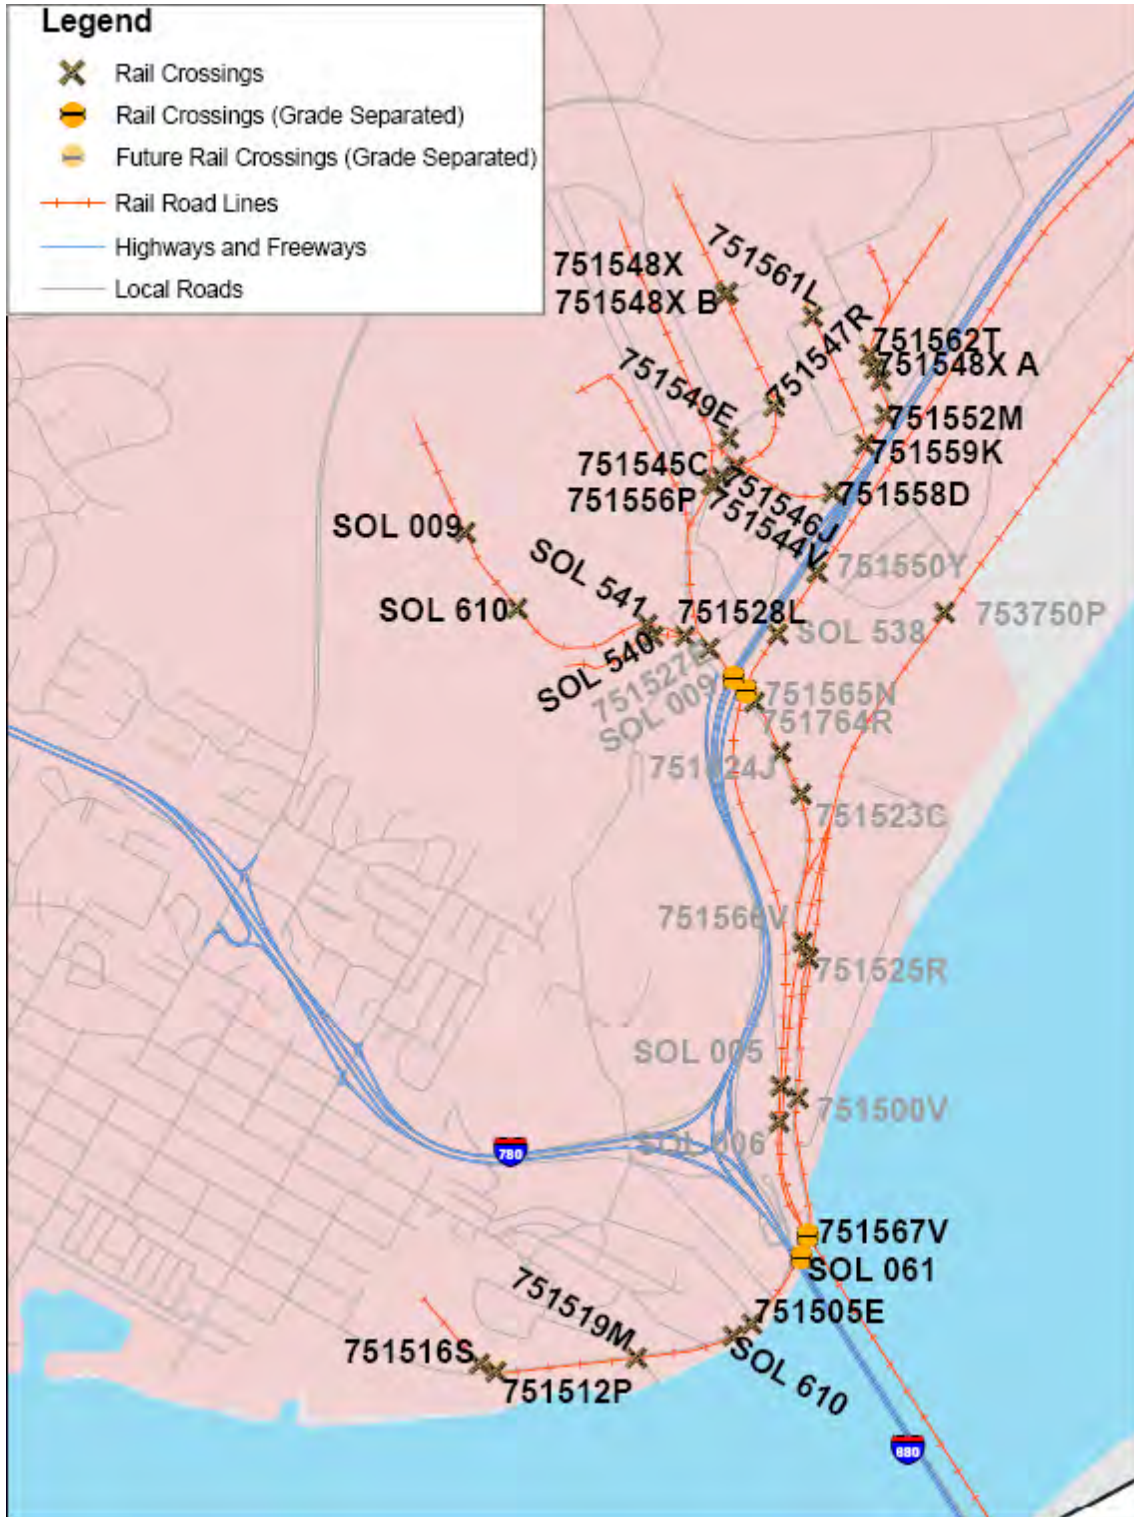 Legend
Rail Crossings
Rail Crossings (Grade Separated)
Future Rail Crossings (Grade Separated)
Rail Road Lines
Highways and Freeways
Local Roads
751548X
751548X B
751561L
751547R
751562T
751548X A
751549E
751552M
751559K
751545C
751556P
751546J
751544V
751558D
SOL 009
SOL 541
751550Y
SOL 610
751528L
753750P
SOL 538
SOL 540
SOL 009
751565N
751764R
751523C
751525R
SOL 005
751500V
SOL 006
780
751567V
SOL 061
751519M
751505E
751516S
SOL 610
751512P